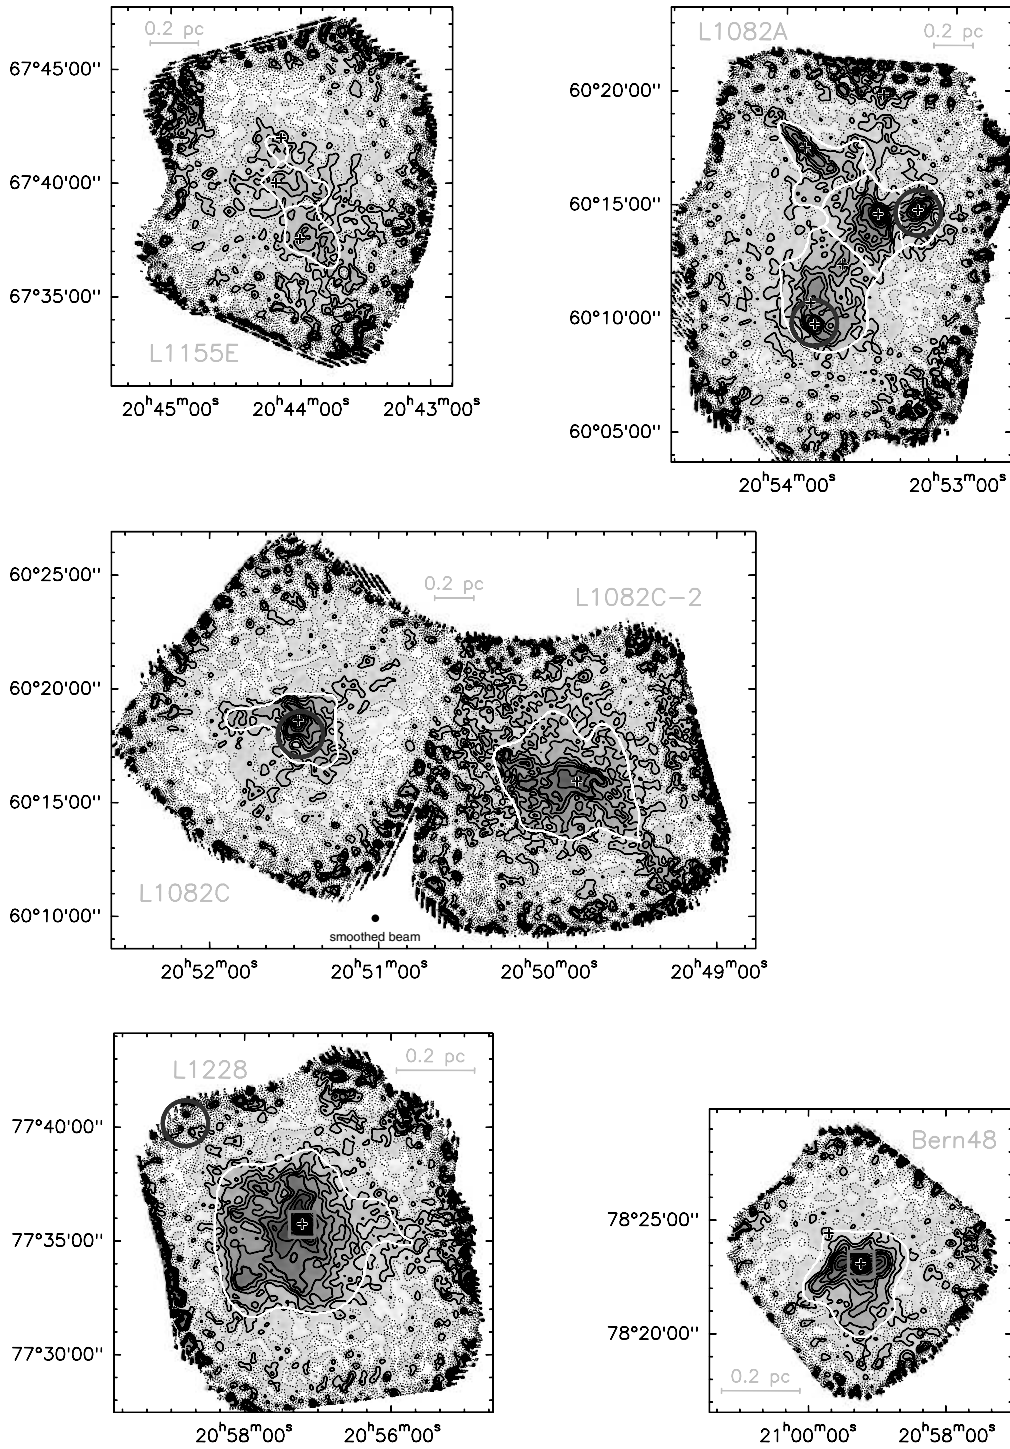 0.2 pc
67°45'00"
67°40'00"
67°35'00"
L1155E
20ʰ45ᵐ00ˢ 20ʰ44ᵐ00ˢ 20ʰ43ᵐ00ˢ
L1082A
0.2 pc
60°20'00"
60°15'00"
60°10'00"
60°05'00"
20ʰ54ᵐ00ˢ 20ʰ53ᵐ00ˢ
60°25'00"
0.2 pc
L1082C-2
60°20'00"
60°15'00"
L1082C
60°10'00"
smoothed beam
20ʰ52ᵐ00ˢ 20ʰ51ᵐ00ˢ 20ʰ50ᵐ00ˢ 20ʰ49ᵐ00ˢ
L1228
0.2 pc
77°40'00"
77°35'00"
77°30'00"
20ʰ58ᵐ00ˢ 20ʰ56ᵐ00ˢ
Bern48
78°25'00"
78°20'00"
0.2 pc
21ʰ00ᵐ00ˢ 20ʰ58ᵐ00ˢ